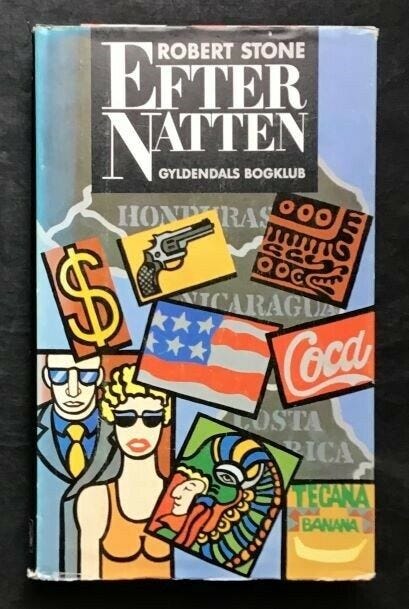 ROBERT STONE
EFTER
NATTEN
GYLDENDALS BOGKLUB
HONDURAS
$
NICARAGUA
Coca
COSTA
RICA
TECANA
BANANA